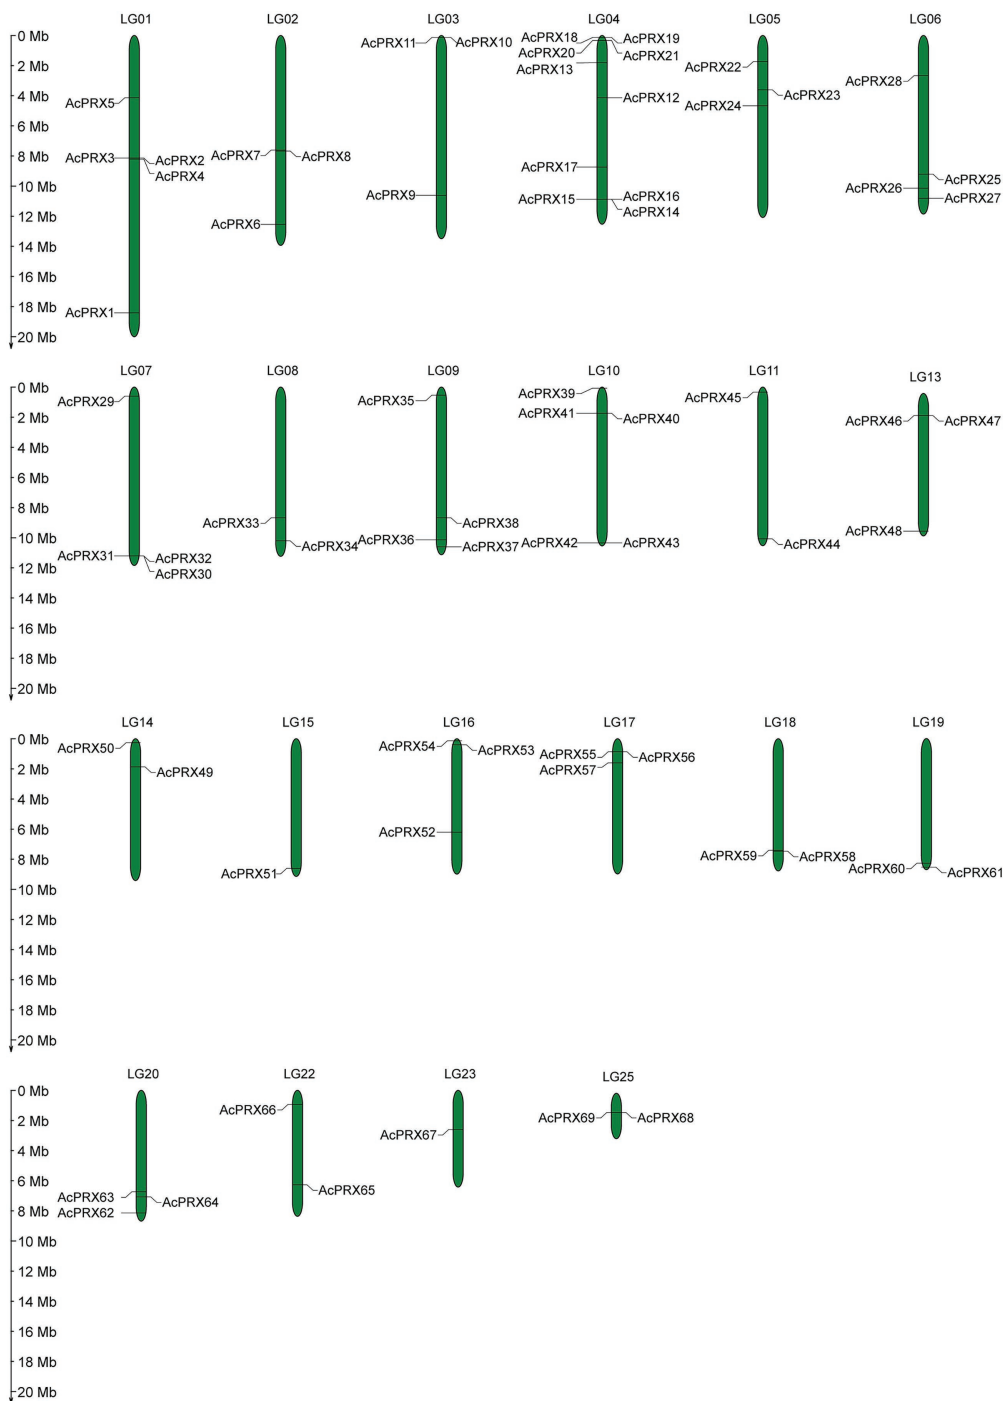 LG01 LG02 LG03 LG04 LG05 LG06
0 Mb
AcPRX11 AcPRX10 AcPRX18 AcPRX19
AcPRX20 AcPRX21
AcPRX13 AcPRX22
2 Mb
AcPRX28
4 Mb
AcPRX5 AcPRX12 AcPRX24 AcPRX23
6 Mb
8 Mb
AcPRX3 AcPRX2 AcPRX7 AcPRX8
AcPRX4 AcPRX17
10 Mb
AcPRX25
AcPRX26
AcPRX9 AcPRX15 AcPRX16 AcPRX27
AcPRX14
12 Mb
AcPRX6
14 Mb
16 Mb
18 Mb
AcPRX1
20 Mb
LG07 LG08 LG09 LG10 LG11 LG13
0 Mb
AcPRX29 AcPRX35 AcPRX39 AcPRX45
AcPRX41 AcPRX40 AcPRX46 AcPRX47
2 Mb
4 Mb
6 Mb
8 Mb
AcPRX33 AcPRX38
AcPRX48
10 Mb
AcPRX36 AcPRX42 AcPRX43 AcPRX44
AcPRX34 AcPRX37
AcPRX31 AcPRX32
AcPRX30
12 Mb
14 Mb
16 Mb
18 Mb
20 Mb
LG14 LG15 LG16 LG17 LG18 LG19
0 Mb
AcPRX50 AcPRX54 AcPRX53 AcPRX55 AcPRX56
AcPRX49 AcPRX57
2 Mb
4 Mb
6 Mb
AcPRX52
8 Mb
AcPRX59 AcPRX58
AcPRX51 AcPRX60 AcPRX61
10 Mb
12 Mb
14 Mb
16 Mb
18 Mb
20 Mb
LG20 LG22 LG23 LG25
0 Mb
AcPRX66
2 Mb
AcPRX69 AcPRX68
AcPRX67
4 Mb
6 Mb
AcPRX65
AcPRX63 AcPRX64
8 Mb
AcPRX62
10 Mb
12 Mb
14 Mb
16 Mb
18 Mb
20 Mb